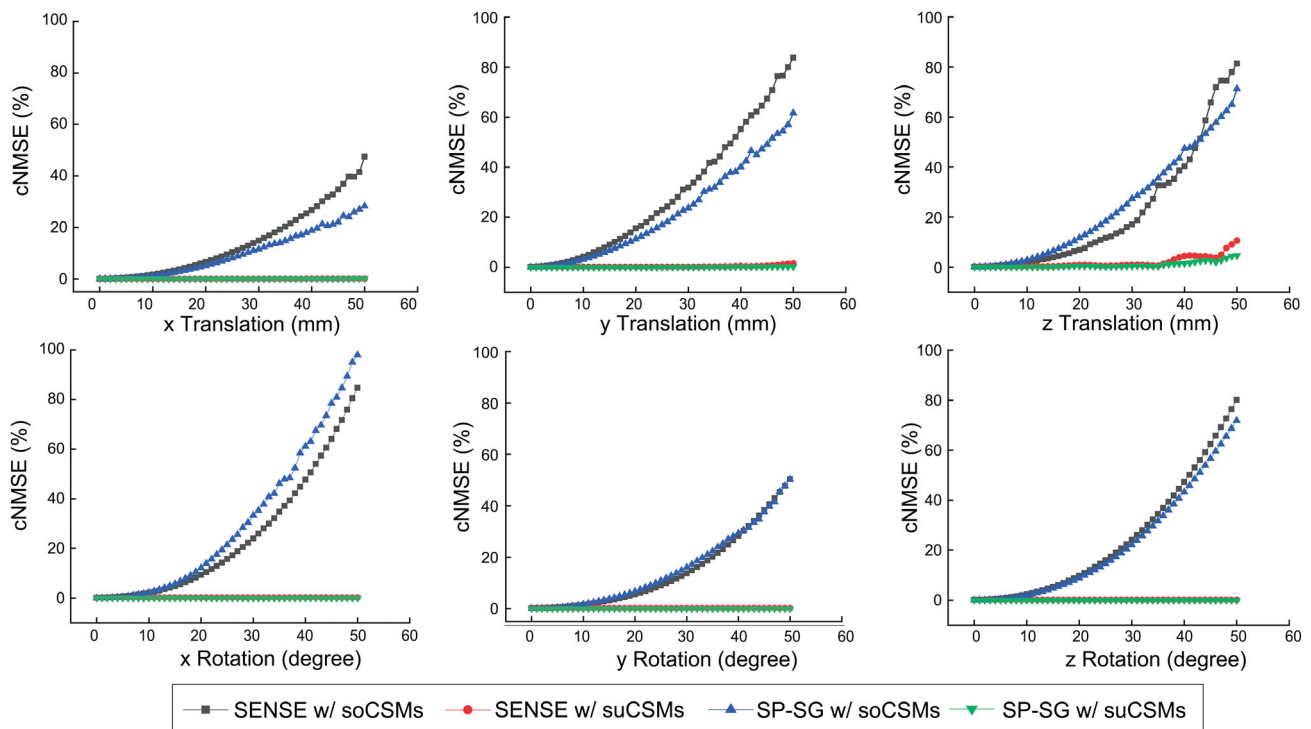 100
80
60
40
20
0
cNMSE (%)
0 10 20 30 40 50 60
x Translation (mm)
100
80
60
40
20
0
cNMSE (%)
0 10 20 30 40 50 60
y Translation (mm)
100
80
60
40
20
0
cNMSE (%)
0 10 20 30 40 50 60
z Translation (mm)
100
80
60
40
20
0
cNMSE (%)
0 10 20 30 40 50 60
x Rotation (degree)
100
80
60
40
20
0
cNMSE (%)
0 10 20 30 40 50 60
y Rotation (degree)
100
80
60
40
20
0
cNMSE (%)
0 10 20 30 40 50 60
z Rotation (degree)
SENSE w/ soCSMs SENSE w/ suCSMs SP-SG w/ soCSMs SP-SG w/ suCSMs